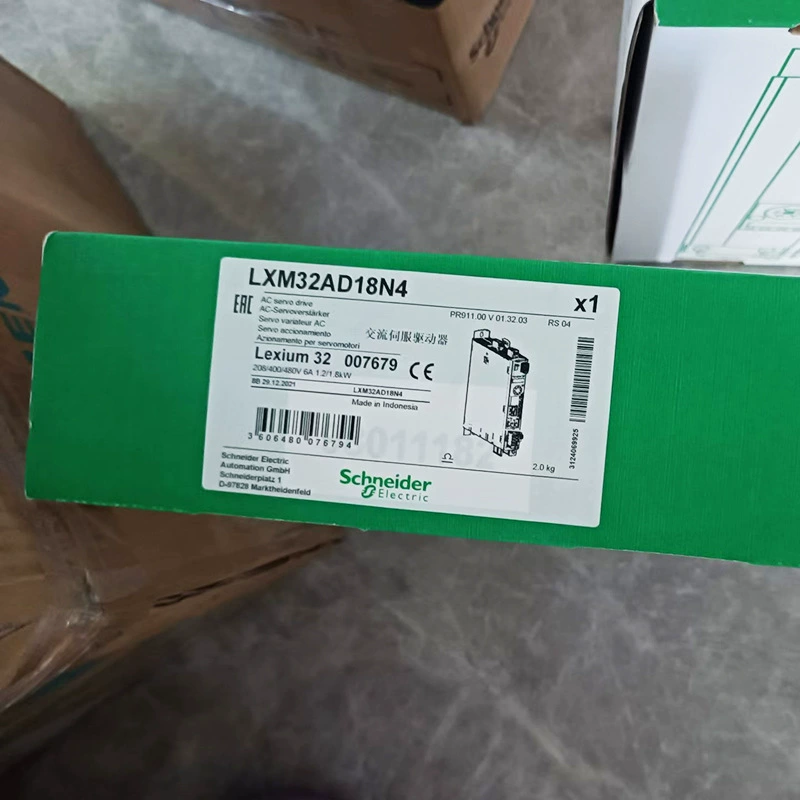 LXM32AD18N4
x1
EAC
AC servo drive
AC-Servoverstärker
Servo variateur AC
Servo accionamiento
Azionamento per servomotori
交流伺服驱动器
PR911.00 V 01.32.03
RS 04
Lexium 32 007679 CE
208/400/480V 6A 1.2/1.8kW
BB 29.12.2021
LXM32AD18N4
Made in Indonesia
3 606480 076794
3124069925
2.0 kg
Schneider Electric
Automation GmbH
Schneiderplatz 1
D-97828 Marktheidenfeld
Schneider
Electric